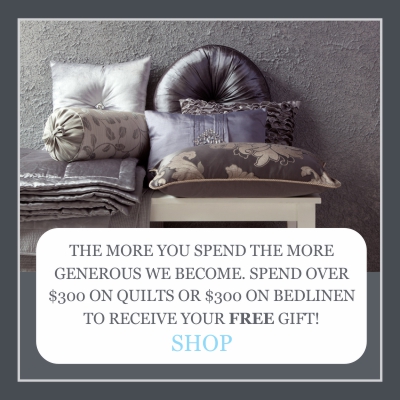 THE MORE YOU SPEND THE MORE
GENEROUS WE BECOME. SPEND OVER
$300 ON QUILTS OR $300 ON BEDLINEN
TO RECEIVE YOUR FREE GIFT!
SHOP